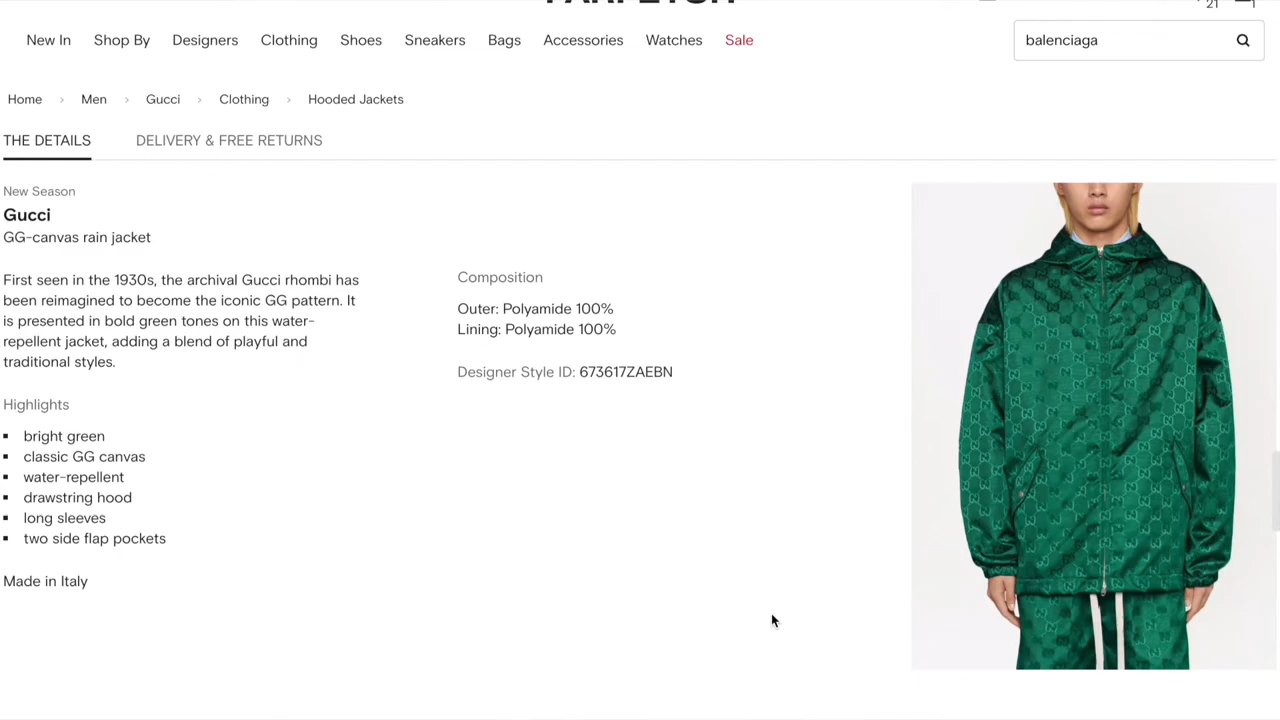 21
1
New In
Shop By
Designers
Clothing
Shoes
Sneakers
Bags
Accessories
Watches
Sale
balenciaga
Home > Men > Gucci > Clothing > Hooded Jackets
THE DETAILS
DELIVERY & FREE RETURNS
New Season
Gucci
GG-canvas rain jacket
First seen in the 1930s, the archival Gucci rhombi has
been reimagined to become the iconic GG pattern. It
is presented in bold green tones on this water-
repellent jacket, adding a blend of playful and
traditional styles.
Highlights
bright green
classic GG canvas
water-repellent
drawstring hood
long sleeves
two side flap pockets
Made in Italy
Composition
Outer: Polyamide 100%
Lining: Polyamide 100%
Designer Style ID: 673617ZAEBN